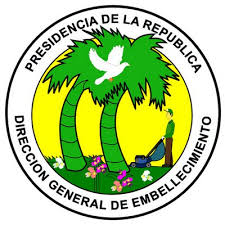 PRESIDENCIA DE LA REPUBLICA
DIRECCION GENERAL DE EMBELLECIMIENTO